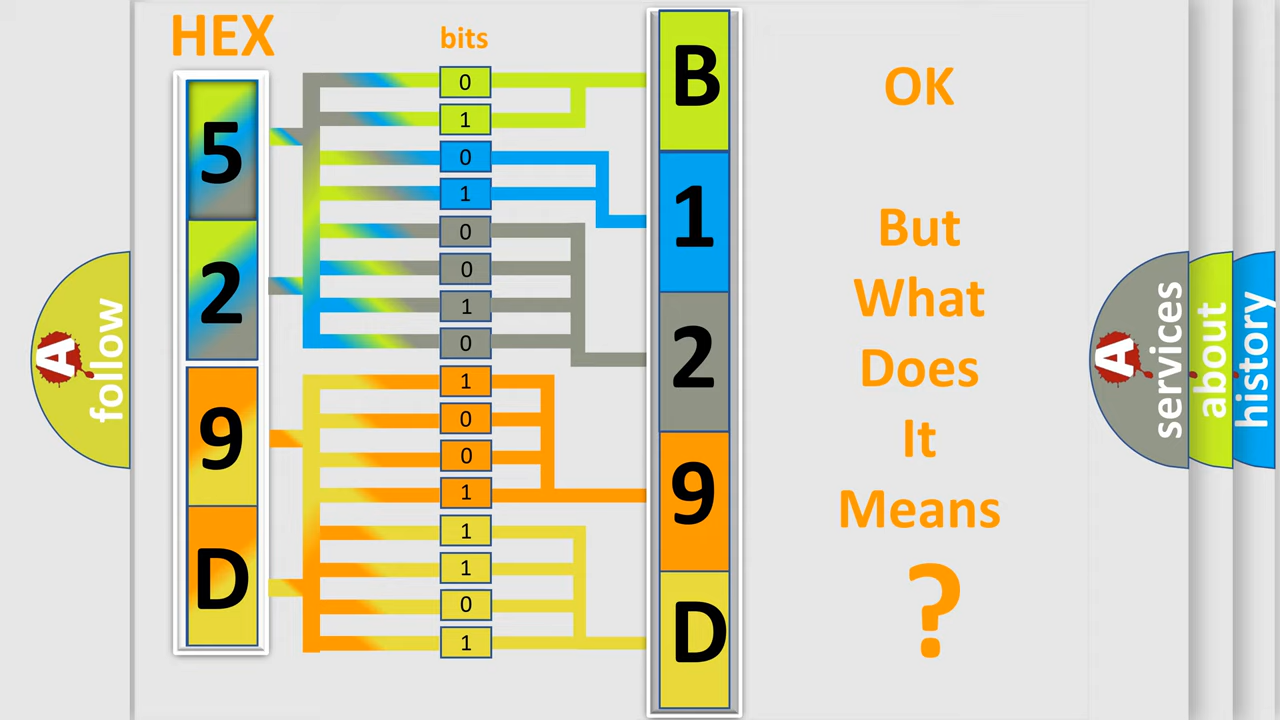 HEX
bits
5
2
9
D
0
1
0
1
0
0
1
0
1
0
0
1
1
1
0
1
B
1
2
9
D
OK
But
What
Does
It
Means
?
A
follow
A
services
about
history